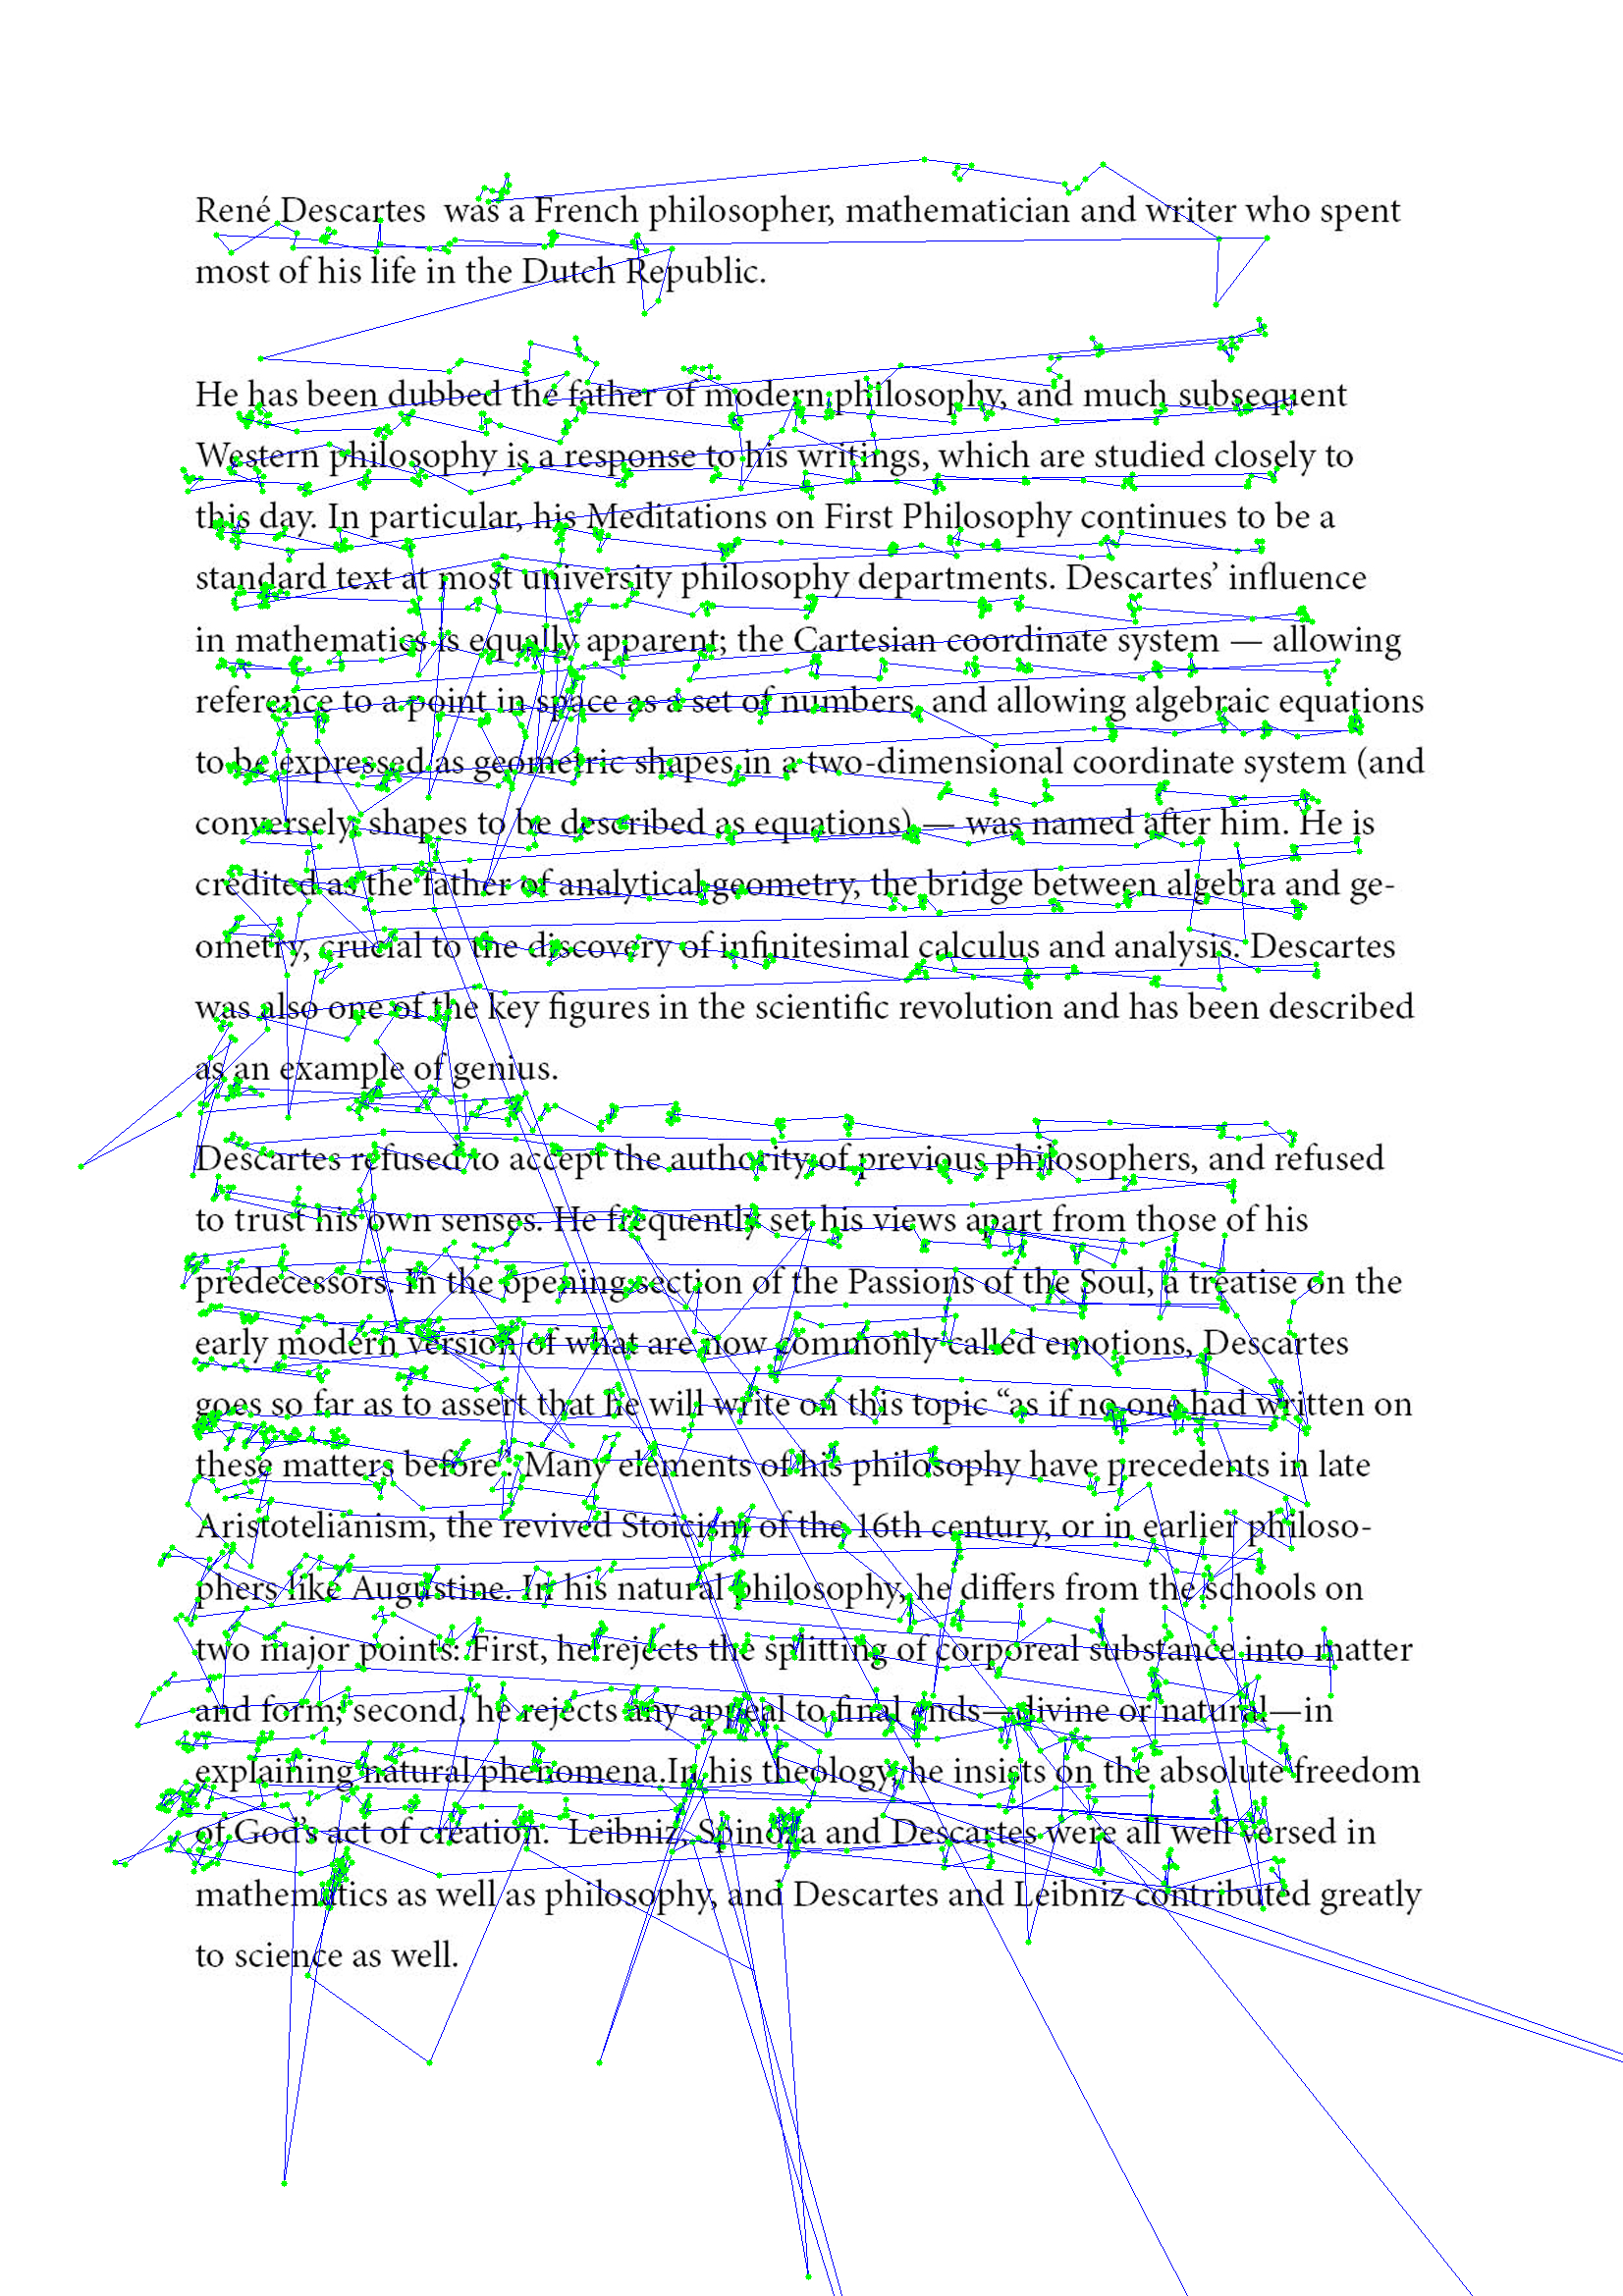 René Descartes  was a French philosopher, mathematician and writer who spent
most of his life in the Dutch Republic.
He has been dubbed the father of modern philosophy, and much subsequent
Western philosophy is a response to his writings, which are studied closely to
this day. In particular, his Meditations on First Philosophy continues to be a
standard text at most university philosophy departments. Descartes’ influence
in mathematics is equally apparent; the Cartesian coordinate system — allowing
reference to a point in space as a set of numbers, and allowing algebraic equations
to be expressed as geometric shapes in a two-dimensional coordinate system (and
conversely, shapes to be described as equations) — was named after him. He is
credited as the father of analytical geometry, the bridge between algebra and ge-
ometry, crucial to the discovery of infinitesimal calculus and analysis. Descartes
was also one of the key figures in the scientific revolution and has been described
as an example of genius.
Descartes refused to accept the authority of previous philosophers, and refused
to trust his own senses. He frequently set his views apart from those of his
predecessors. In the opening section of the Passions of the Soul, a treatise on the
early modern version of what are now commonly called emotions, Descartes
goes so far as to assert that he will write on this topic “as if no one had written on
these matters before”. Many elements of his philosophy have precedents in late
Aristotelianism, the revived Stoicism of the 16th century, or in earlier philoso-
phers like Augustine. In his natural philosophy, he differs from the schools on
two major points: First, he rejects the splitting of corporeal substance into matter
and form; second, he rejects any appeal to final ends—divine or natural—in
explaining natural phenomena.In his theology, he insists on the absolute freedom
of God’s act of creation.  Leibniz, Spinoza and Descartes were all well versed in
mathematics as well as philosophy, and Descartes and Leibniz contributed greatly
to science as well.